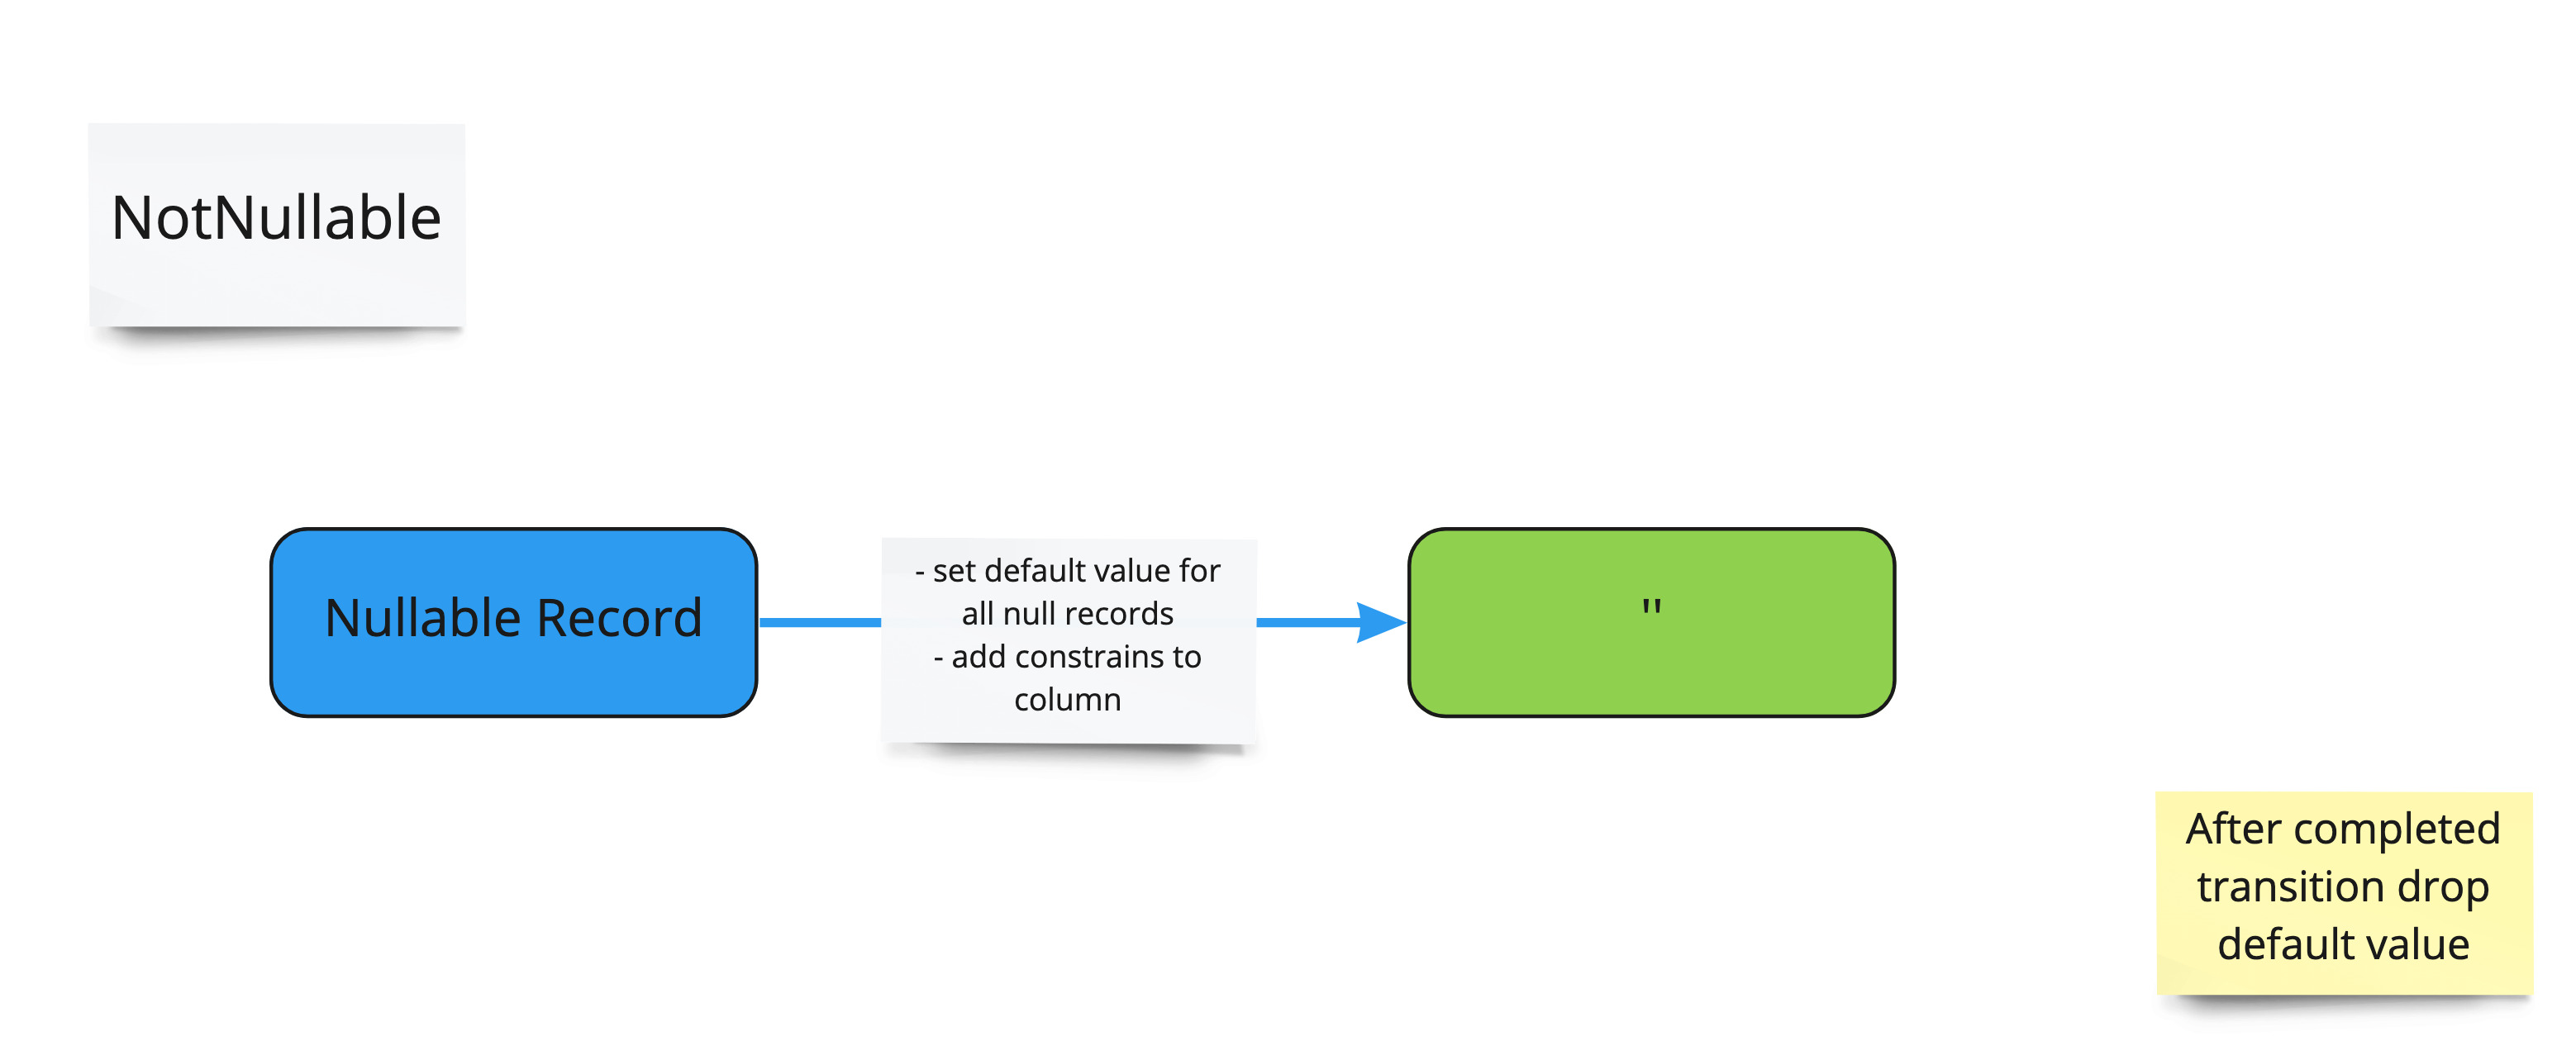 NotNullable
Nullable Record
- set default value for
all null records
- add constrains to
column
"
After completed
transition drop
default value